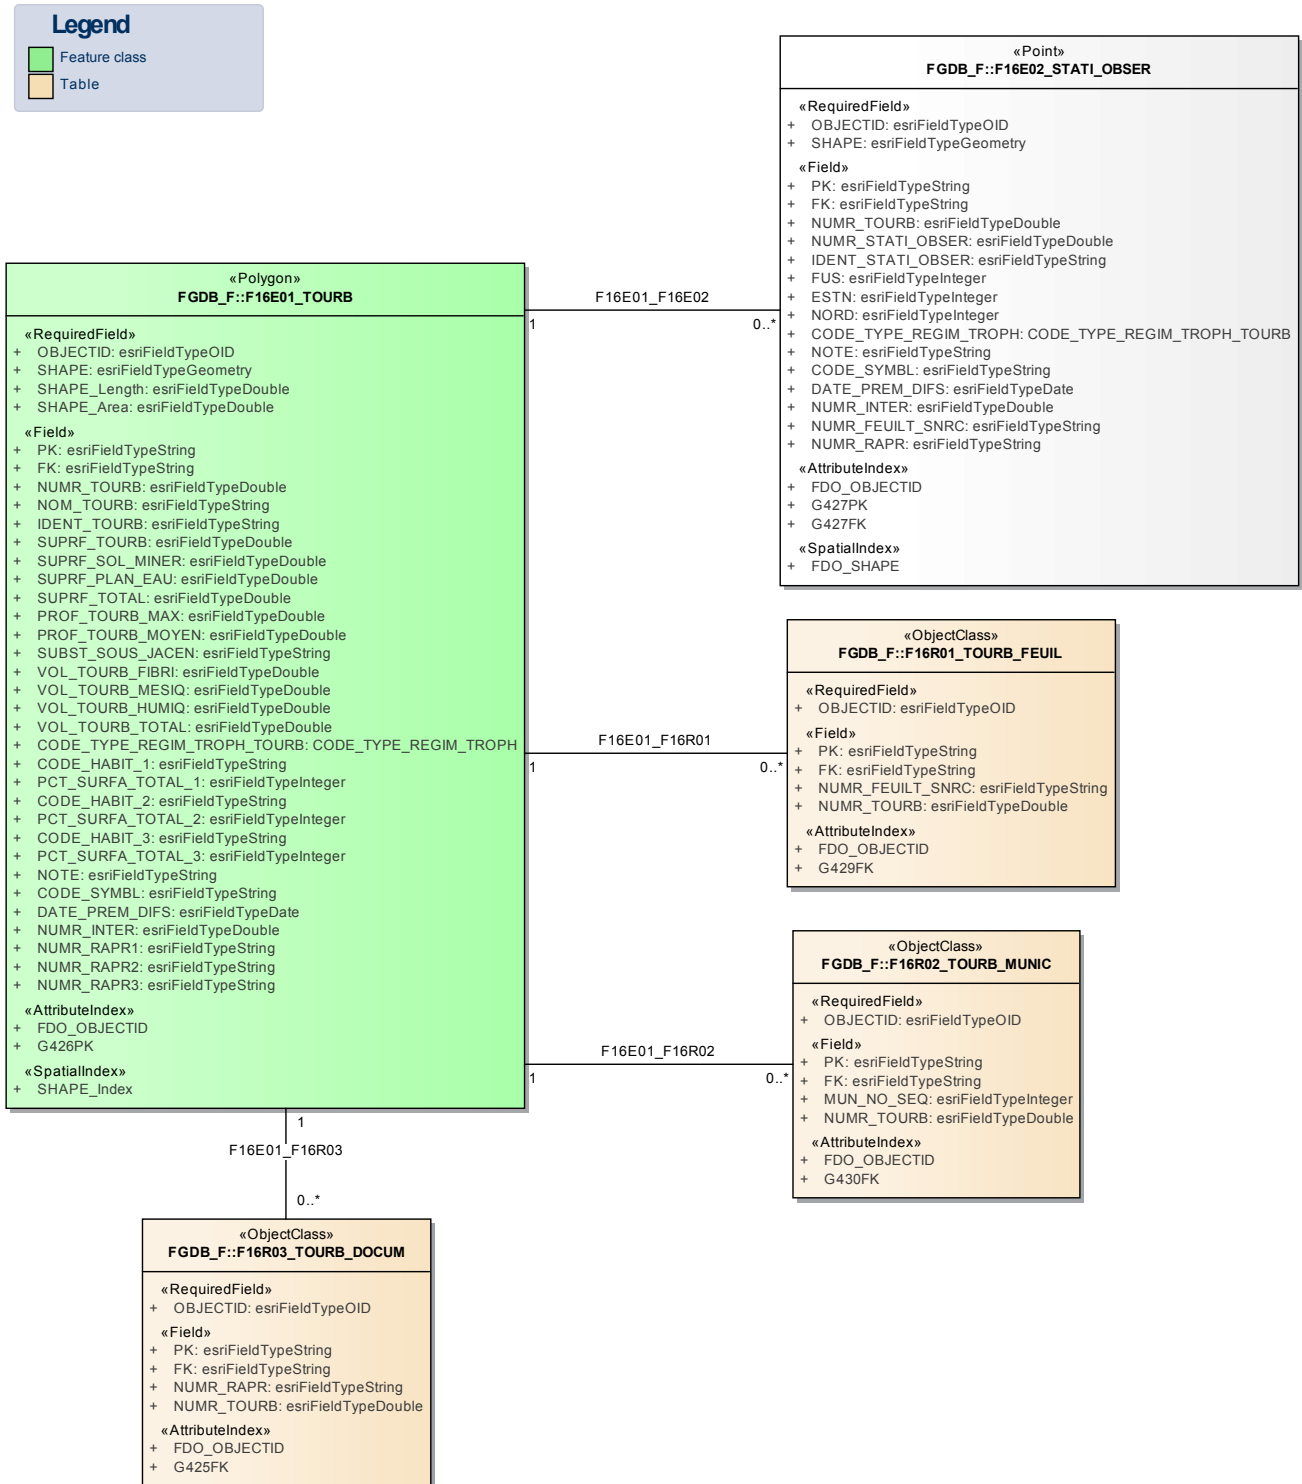 Legend
Feature class
Table
«Point»
FGDB_F::F16E02_STATI_OBSER
«RequiredField»
+ OBJECTID: esriFieldTypeOID
+ SHAPE: esriFieldTypeGeometry
«Field»
+ PK: esriFieldTypeString
+ FK: esriFieldTypeString
+ NUMR_TOURB: esriFieldTypeDouble
+ NUMR_STATI_OBSER: esriFieldTypeDouble
+ IDENT_STATI_OBSER: esriFieldTypeString
+ FUS: esriFieldTypeInteger
+ ESTN: esriFieldTypeInteger
+ NORD: esriFieldTypeInteger
+ CODE_TYPE_REGIM_TROPH: CODE_TYPE_REGIM_TROPH_TOURB
+ NOTE: esriFieldTypeString
+ CODE_SYMBL: esriFieldTypeString
+ DATE_PREM_DIFS: esriFieldTypeDate
+ NUMR_INTER: esriFieldTypeDouble
+ NUMR_FEUILT_SNRC: esriFieldTypeString
+ NUMR_RAPR: esriFieldTypeString
«AttributeIndex»
+ FDO_OBJECTID
+ G427PK
+ G427FK
«SpatialIndex»
+ FDO_SHAPE
«Polygon»
FGDB_F::F16E01_TOURB
«RequiredField»
+ OBJECTID: esriFieldTypeOID
+ SHAPE: esriFieldTypeGeometry
+ SHAPE_Length: esriFieldTypeDouble
+ SHAPE_Area: esriFieldTypeDouble
«Field»
+ PK: esriFieldTypeString
+ FK: esriFieldTypeString
+ NUMR_TOURB: esriFieldTypeDouble
+ NOM_TOURB: esriFieldTypeString
+ IDENT_TOURB: esriFieldTypeString
+ SUPRF_TOURB: esriFieldTypeDouble
+ SUPRF_SOL_MINER: esriFieldTypeDouble
+ SUPRF_PLAN_EAU: esriFieldTypeDouble
+ SUPRF_TOTAL: esriFieldTypeDouble
+ PROF_TOURB_MAX: esriFieldTypeDouble
+ PROF_TOURB_MOYEN: esriFieldTypeDouble
+ SUBST_SOUS_JACEN: esriFieldTypeString
+ VOL_TOURB_FIBRI: esriFieldTypeDouble
+ VOL_TOURB_MESIQ: esriFieldTypeDouble
+ VOL_TOURB_HUMIQ: esriFieldTypeDouble
+ VOL_TOURB_TOTAL: esriFieldTypeDouble
+ CODE_TYPE_REGIM_TROPH_TOURB: CODE_TYPE_REGIM_TROPH
+ CODE_HABIT_1: esriFieldTypeString
+ PCT_SURFA_TOTAL_1: esriFieldTypeInteger
+ CODE_HABIT_2: esriFieldTypeString
+ PCT_SURFA_TOTAL_2: esriFieldTypeInteger
+ CODE_HABIT_3: esriFieldTypeString
+ PCT_SURFA_TOTAL_3: esriFieldTypeInteger
+ NOTE: esriFieldTypeString
+ CODE_SYMBL: esriFieldTypeString
+ DATE_PREM_DIFS: esriFieldTypeDate
+ NUMR_INTER: esriFieldTypeDouble
+ NUMR_RAPR1: esriFieldTypeString
+ NUMR_RAPR2: esriFieldTypeString
+ NUMR_RAPR3: esriFieldTypeString
«AttributeIndex»
+ FDO_OBJECTID
+ G426PK
«SpatialIndex»
+ SHAPE_Index
F16E01_F16E02
1 0..*
F16E01_F16R01
1 0..*
«ObjectClass»
FGDB_F::F16R01_TOURB_FEUIL
«RequiredField»
+ OBJECTID: esriFieldTypeOID
«Field»
+ PK: esriFieldTypeString
+ FK: esriFieldTypeString
+ NUMR_FEUILT_SNRC: esriFieldTypeString
+ NUMR_TOURB: esriFieldTypeDouble
«AttributeIndex»
+ FDO_OBJECTID
+ G429FK
F16E01_F16R02
1 0..*
«ObjectClass»
FGDB_F::F16R02_TOURB_MUNIC
«RequiredField»
+ OBJECTID: esriFieldTypeOID
«Field»
+ PK: esriFieldTypeString
+ FK: esriFieldTypeString
+ MUN_NO_SEQ: esriFieldTypeInteger
+ NUMR_TOURB: esriFieldTypeDouble
«AttributeIndex»
+ FDO_OBJECTID
+ G430FK
1
F16E01_F16R03
0..*
«ObjectClass»
FGDB_F::F16R03_TOURB_DOCUM
«RequiredField»
+ OBJECTID: esriFieldTypeOID
«Field»
+ PK: esriFieldTypeString
+ FK: esriFieldTypeString
+ NUMR_RAPR: esriFieldTypeString
+ NUMR_TOURB: esriFieldTypeDouble
«AttributeIndex»
+ FDO_OBJECTID
+ G425FK